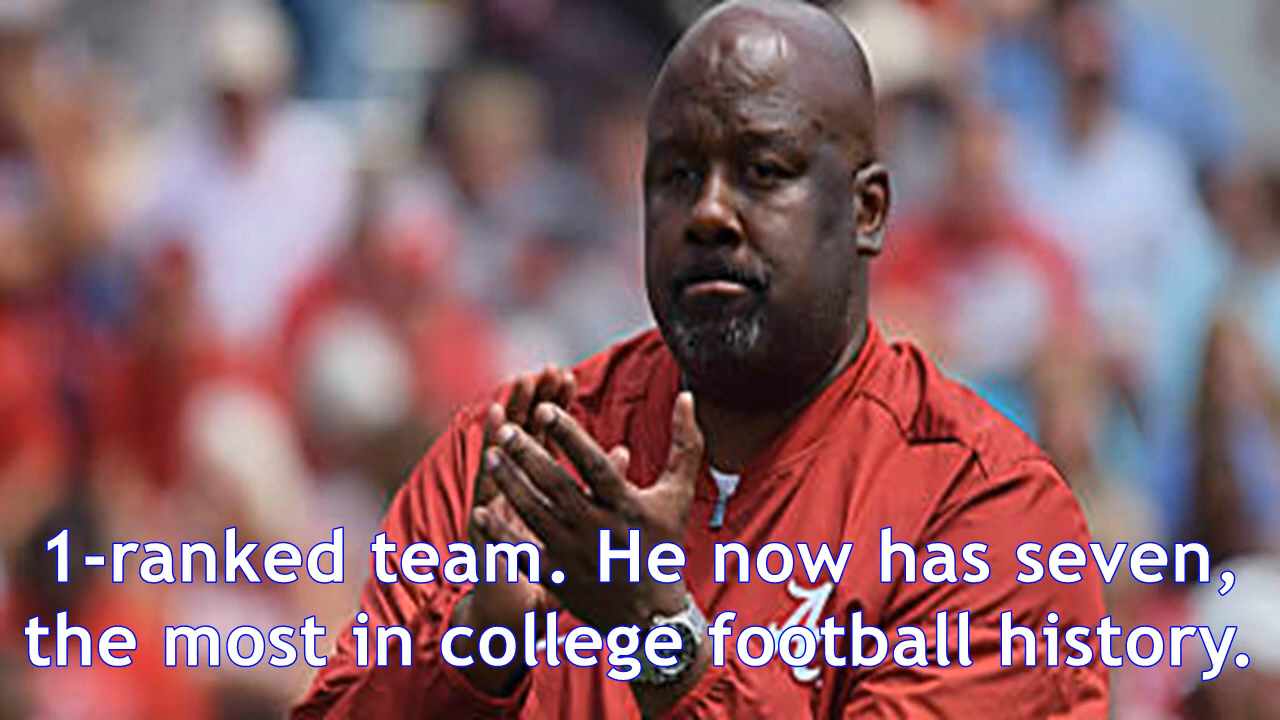 1-ranked team. He now has seven,
the most in college football history.